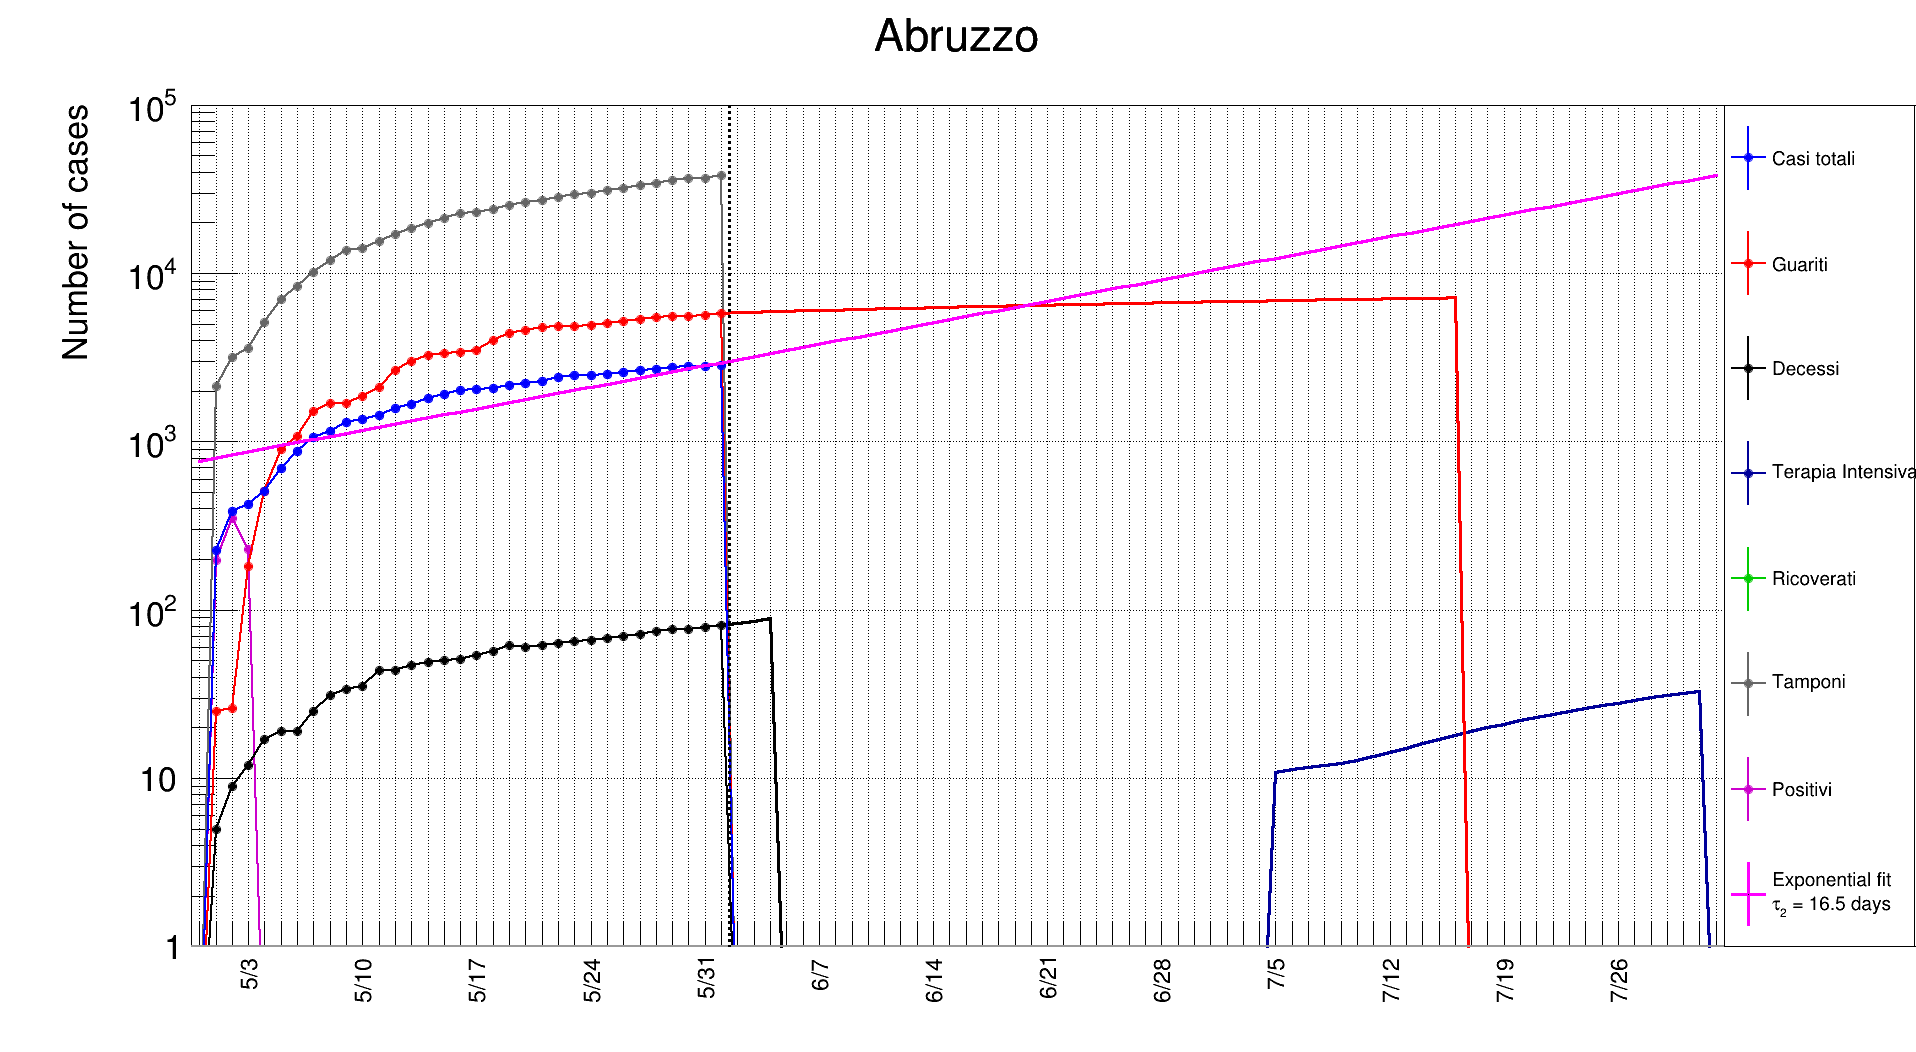 Abruzzo
Number of cases
10^5
10^4
10^3
10^2
10
1
5/3
5/10
5/17
5/24
5/31
6/7
6/14
6/21
6/28
7/5
7/12
7/19
7/26
Casi totali
Guariti
Decessi
Terapia Intensiva
Ricoverati
Tamponi
Positivi
Exponential fit
τ₂ = 16.5 days